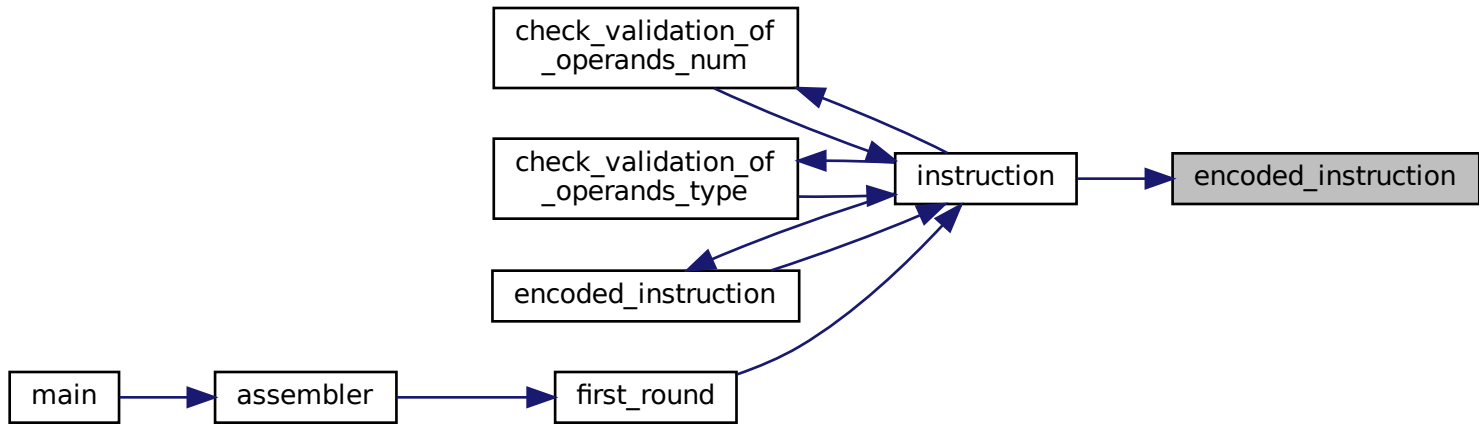 check_validation_of
_operands_num
check_validation_of
_operands_type
instruction
encoded_instruction
encoded_instruction
main
assembler
first_round